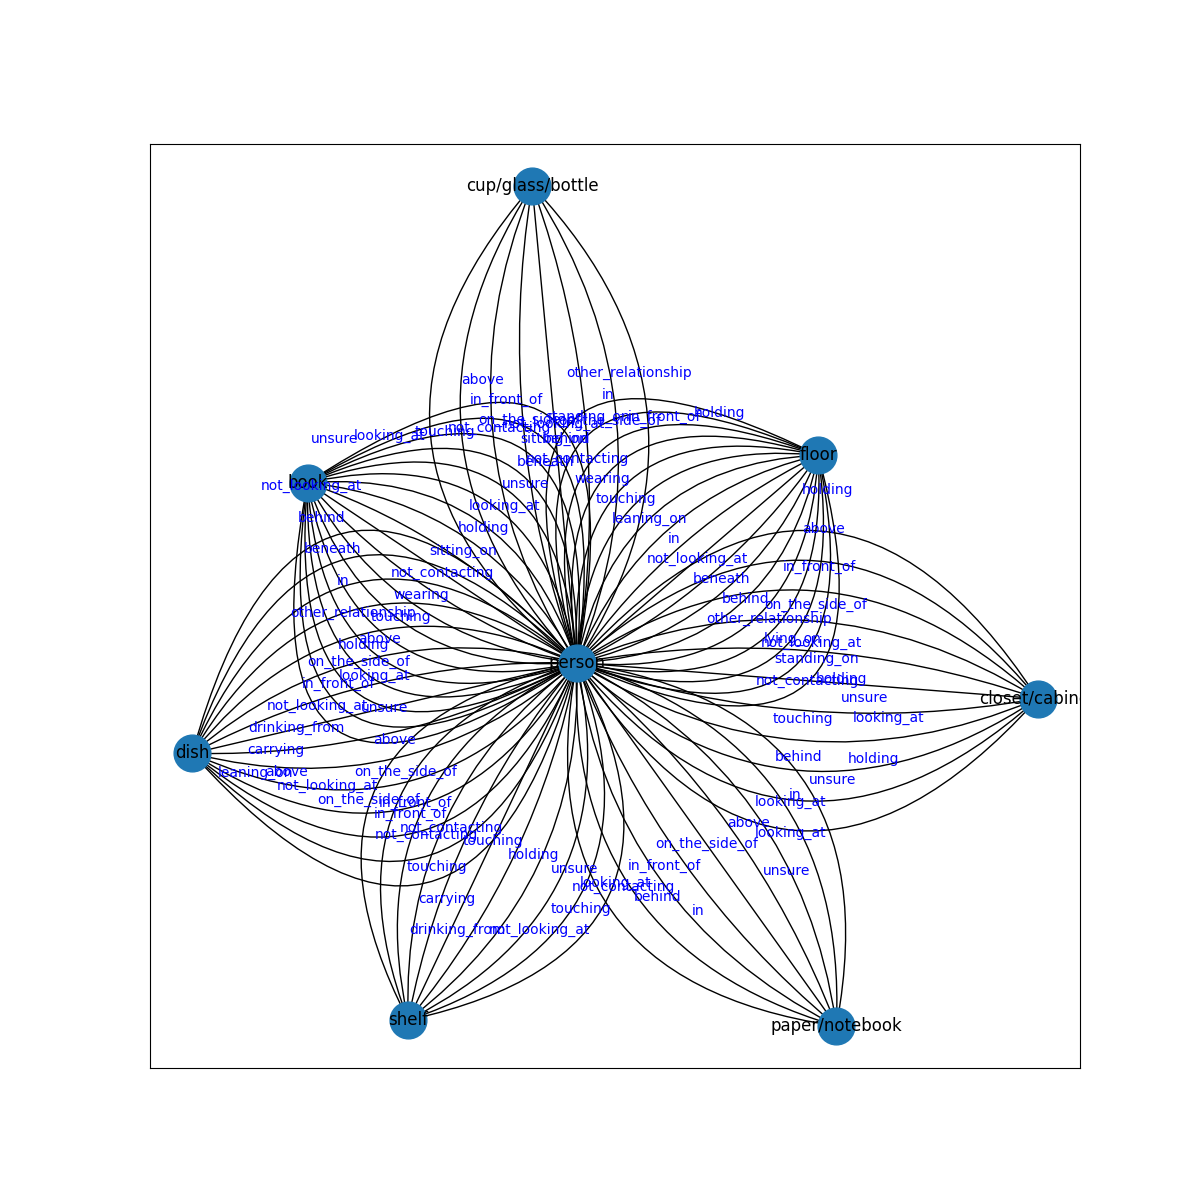 cup/glass/bottle
other_relationship
above
in
in_front_of
holding
standing_on
in_front_of
on_the_side_of
not_looking_at
not_contacting
touching
looking_at
unsure
sitting_on
behind
floor
not_contacting
beneath
wearing
unsure
book
not_looking_at
holding
touching
looking_at
behind
leaning_on
holding
above
in
beneath
sitting_on
not_looking_at
in_front_of
not_contacting
in
beneath
wearing
behind
on_the_side_of
other_relationship
touching
other_relationship
above
holding
lying_on
not_looking_at
on_the_side_of
person
standing_on
looking_at
in_front_of
not_contacting
holding
closet/cabin
unsure
not_looking_at
unsure
touching
looking_at
drinking_from
above
carrying
dish
behind
holding
leaning_on
above
on_the_side_of
unsure
not_looking_at
in
on_the_side_of
in_front_of
looking_at
in_front_of
above
not_contacting
not_contacting
looking_at
touching
on_the_side_of
holding
touching
unsure
in_front_of
unsure
looking_at
not_contacting
carrying
behind
touching
in
drinking_from
not_looking_at
shelf
paper/notebook